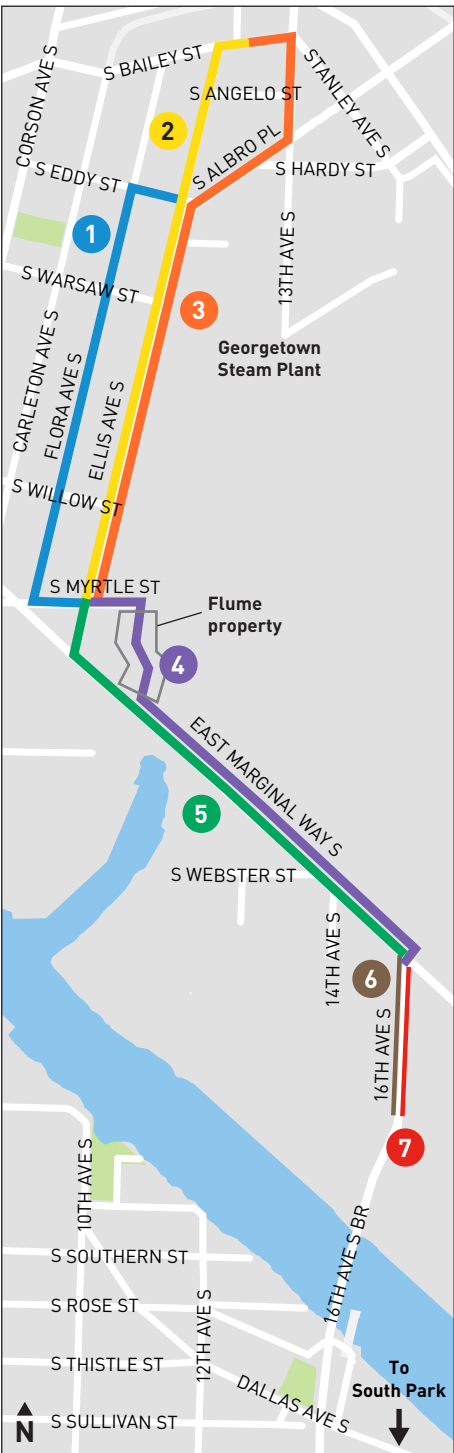 CORSON AVE S
S BAILEY ST
STANLEY AVE S
S ANGELO ST
2
S ALBRO PL
S EDDY ST
S HARDY ST
1
13TH AVE S
S WARSAW ST
3
Georgetown
Steam Plant
CARLETON AVE S
FLORA AVE S
ELLIS AVE S
S WILLOW ST
S MYRTLE ST
Flume
property
4
EAST MARGINAL WAY S
5
S WEBSTER ST
14TH AVE S
6
16TH AVE S
7
10TH AVE S
16TH AVE S BR
S SOUTHERN ST
S ROSE ST
12TH AVE S
S THISTLE ST
To
South Park
DALLAS AVE S
N
S SULLIVAN ST